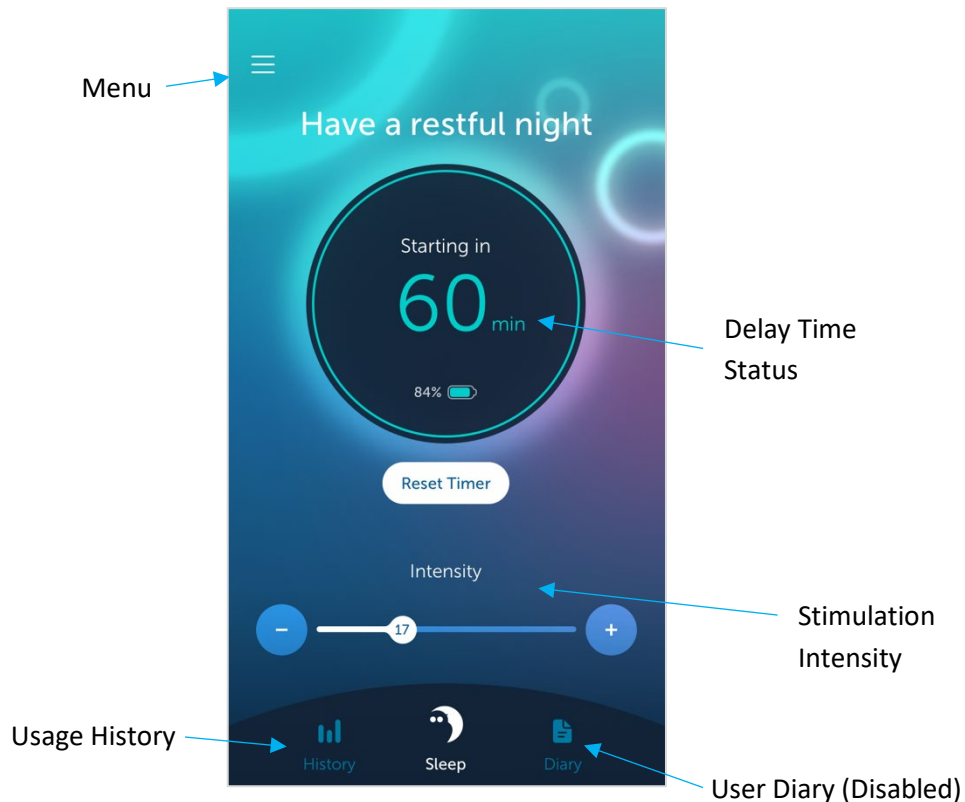 Menu
Have a restful night
Starting in
60 min
Delay Time
Status
84%
Reset Timer
Intensity
−
17
+
Stimulation
Intensity
Usage History
History
Sleep
Diary
User Diary (Disabled)